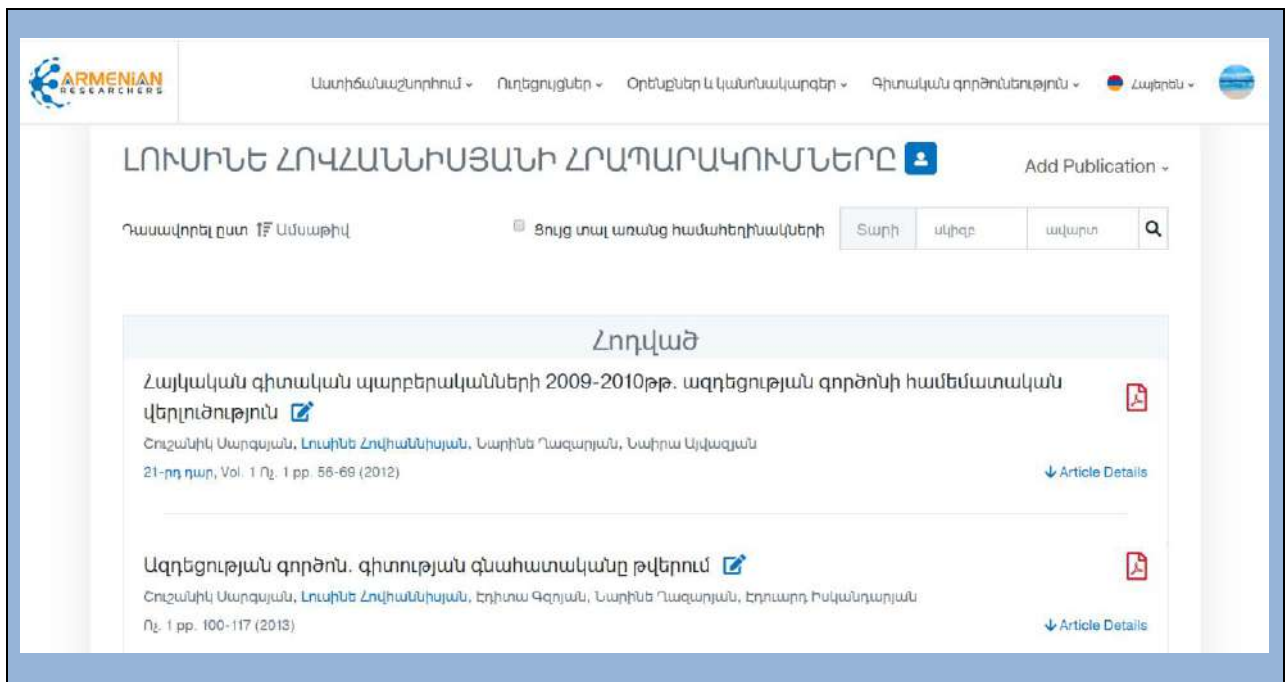 ARMENIAN
RESEARCHERS
Աստիճանաշնորհում Ուղեցույցներ Օրենքներ և կանոնակարգեր Գիտական գործունեություն Հայերեն
ԼՈՒՍԻՆԵ ՀՈՎՀԱՆՆԻՍՅԱՆԻ ՀՐԱՊԱՐԱԿՈՒՄՆԵՐԸ Add Publication
Դասավորել ըստ Ամսաթիվ Ցույց տալ առանց համահեղինակների Տարի սկիզբ ավարտ
Հոդված
Հայկական գիտական պարբերականների 2009-2010թթ. ազդեցության գործոնի համեմատական
վերլուծություն
Շուշանիկ Սարգսյան, Լուսինե Հովհաննիսյան, Նարինե Ղազարյան, Նաիրա Այվազյան
21-րդ դար, Vol. 1 Ոչ. 1 pp. 56-69 (2012) Article Details
Ազդեցության գործոն. գիտության գնահատականը թվերում
Շուշանիկ Սարգսյան, Լուսինե Հովհաննիսյան, Էդիտա Գզոյան, Նարինե Ղազարյան, Էդուարդ Իսկանդարյան
Ոչ. 1 pp. 100-117 (2013) Article Details